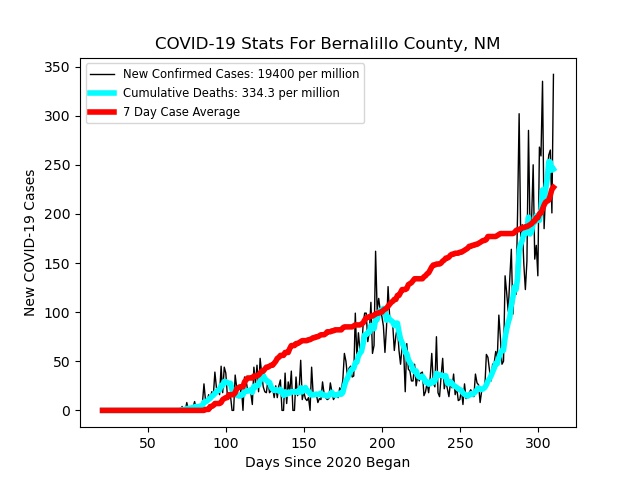 COVID-19 Stats For Bernalillo County, NM
New Confirmed Cases: 19400 per million
Cumulative Deaths: 334.3 per million
7 Day Case Average
350
300
250
200
150
100
50
0
New COVID-19 Cases
50 100 150 200 250 300
Days Since 2020 Began